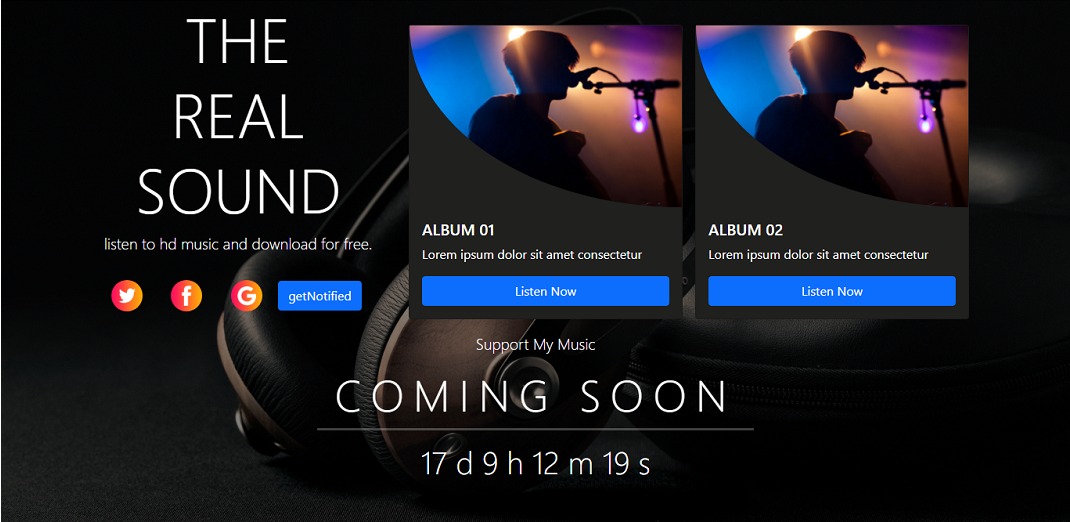 THE
REAL
SOUND
listen to hd music and download for free.
getNotified
ALBUM 01
Lorem ipsum dolor sit amet consectetur
Listen Now
ALBUM 02
Lorem ipsum dolor sit amet consectetur
Listen Now
Support My Music
COMING SOON
17 d 9 h 12 m 19 s